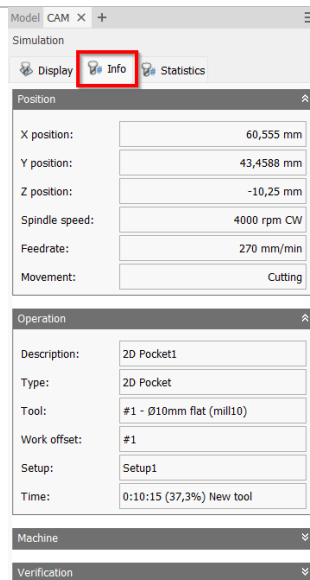 Model CAM × +
Simulation
Display Info Statistics
Position
X position: 60,555 mm
Y position: 43,4588 mm
Z position: -10,25 mm
Spindle speed: 4000 rpm CW
Feedrate: 270 mm/min
Movement: Cutting
Operation
Description: 2D Pocket1
Type: 2D Pocket
Tool: #1 - Ø10mm flat (mill10)
Work offset: #1
Setup: Setup1
Time: 0:10:15 (37,3%) New tool
Machine
Verification